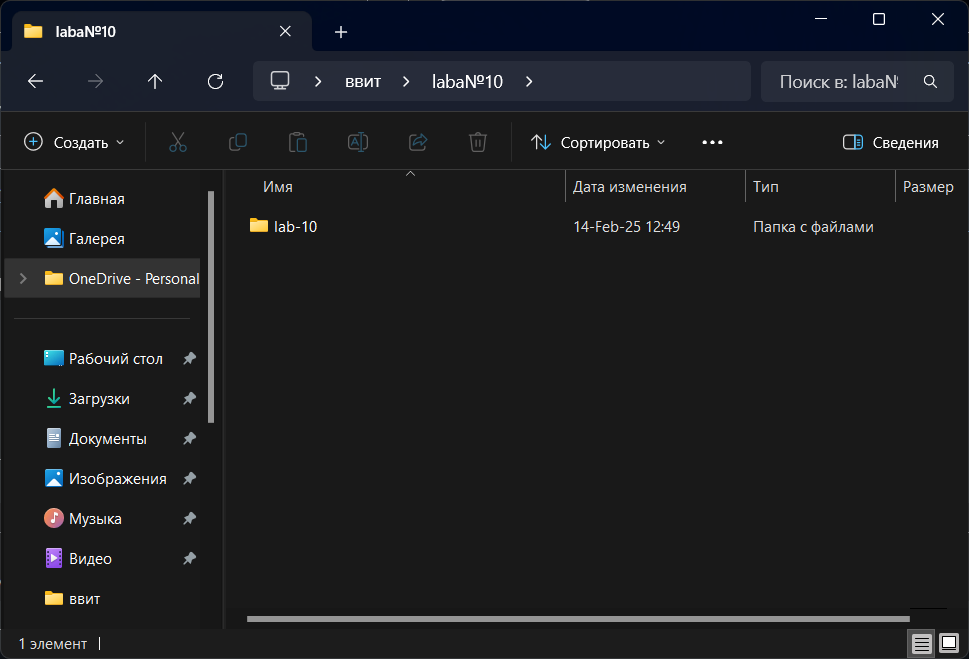 laba№10
ввит
laba№10
Поиск в: laba№
Создать
Сортировать
Сведения
Имя
Дата изменения
Тип
Размер
lab-10
14-Feb-25 12:49
Папка с файлами
Главная
Галерея
OneDrive - Personal
Рабочий стол
Загрузки
Документы
Изображения
Музыка
Видео
ввит
1 элемент